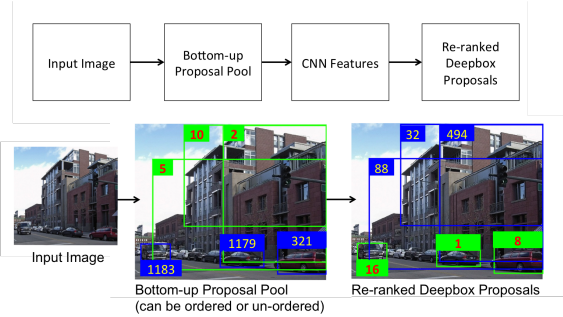 Input Image
Bottom-up
Proposal Pool
CNN Features
Re-ranked
Deepbox
Proposals
10
2
5
1183
1179
321
32
494
88
16
1
8
Input Image
Bottom-up Proposal Pool
(can be ordered or un-ordered)
Re-ranked Deepbox Proposals